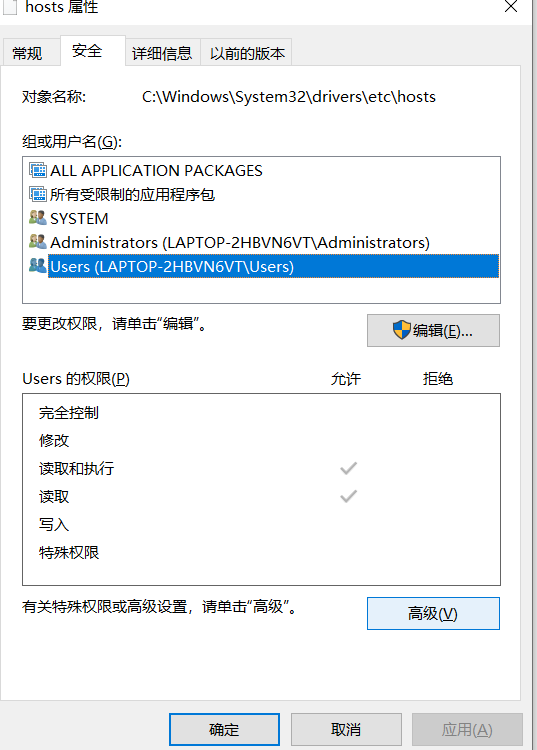 hosts 属性
常规 安全 详细信息 以前的版本
对象名称: C:\Windows\System32\drivers\etc\hosts
组或用户名(G):
ALL APPLICATION PACKAGES
所有受限制的应用程序包
SYSTEM
Administrators (LAPTOP-2HBVN6VT\Administrators)
Users (LAPTOP-2HBVN6VT\Users)
要更改权限，请单击“编辑”。 编辑(E)...
Users 的权限(P) 允许 拒绝
完全控制
修改
读取和执行
读取
写入
特殊权限
有关特殊权限或高级设置，请单击“高级”。 高级(V)
确定 取消 应用(A)